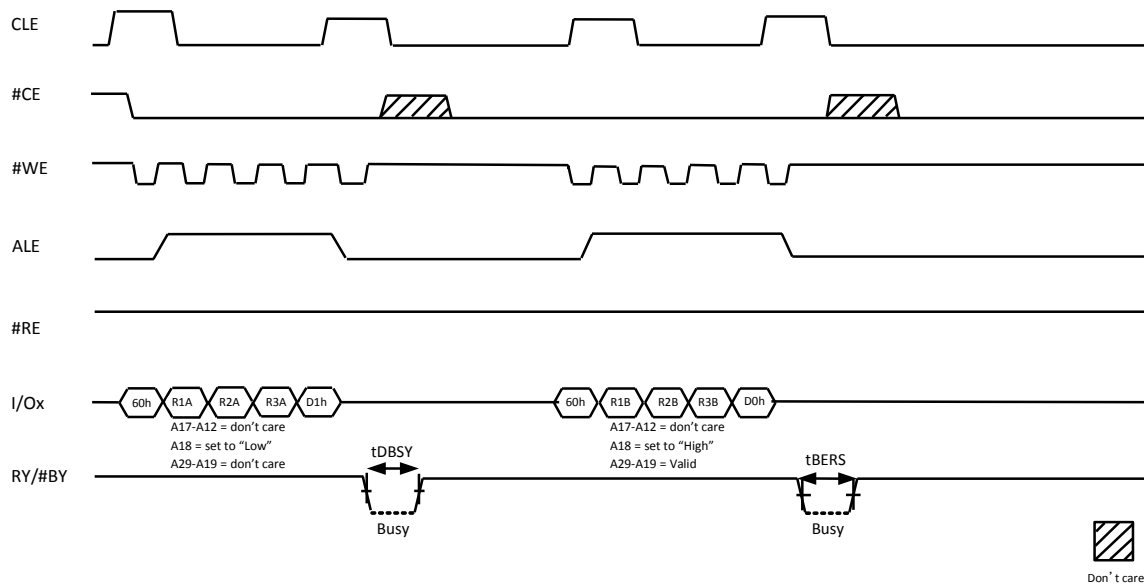 CLE
#CE
#WE
ALE
#RE
I/Ox
60h R1A R2A R3A D1h 60h R1B R2B R3B D0h
A17-A12 = don't care
A18 = set to “Low”
A29-A19 = don't care
A17-A12 = don't care
A18 = set to “High”
A29-A19 = Valid
RY/#BY
tDBSY
Busy
tBERS
Busy
Don’t care